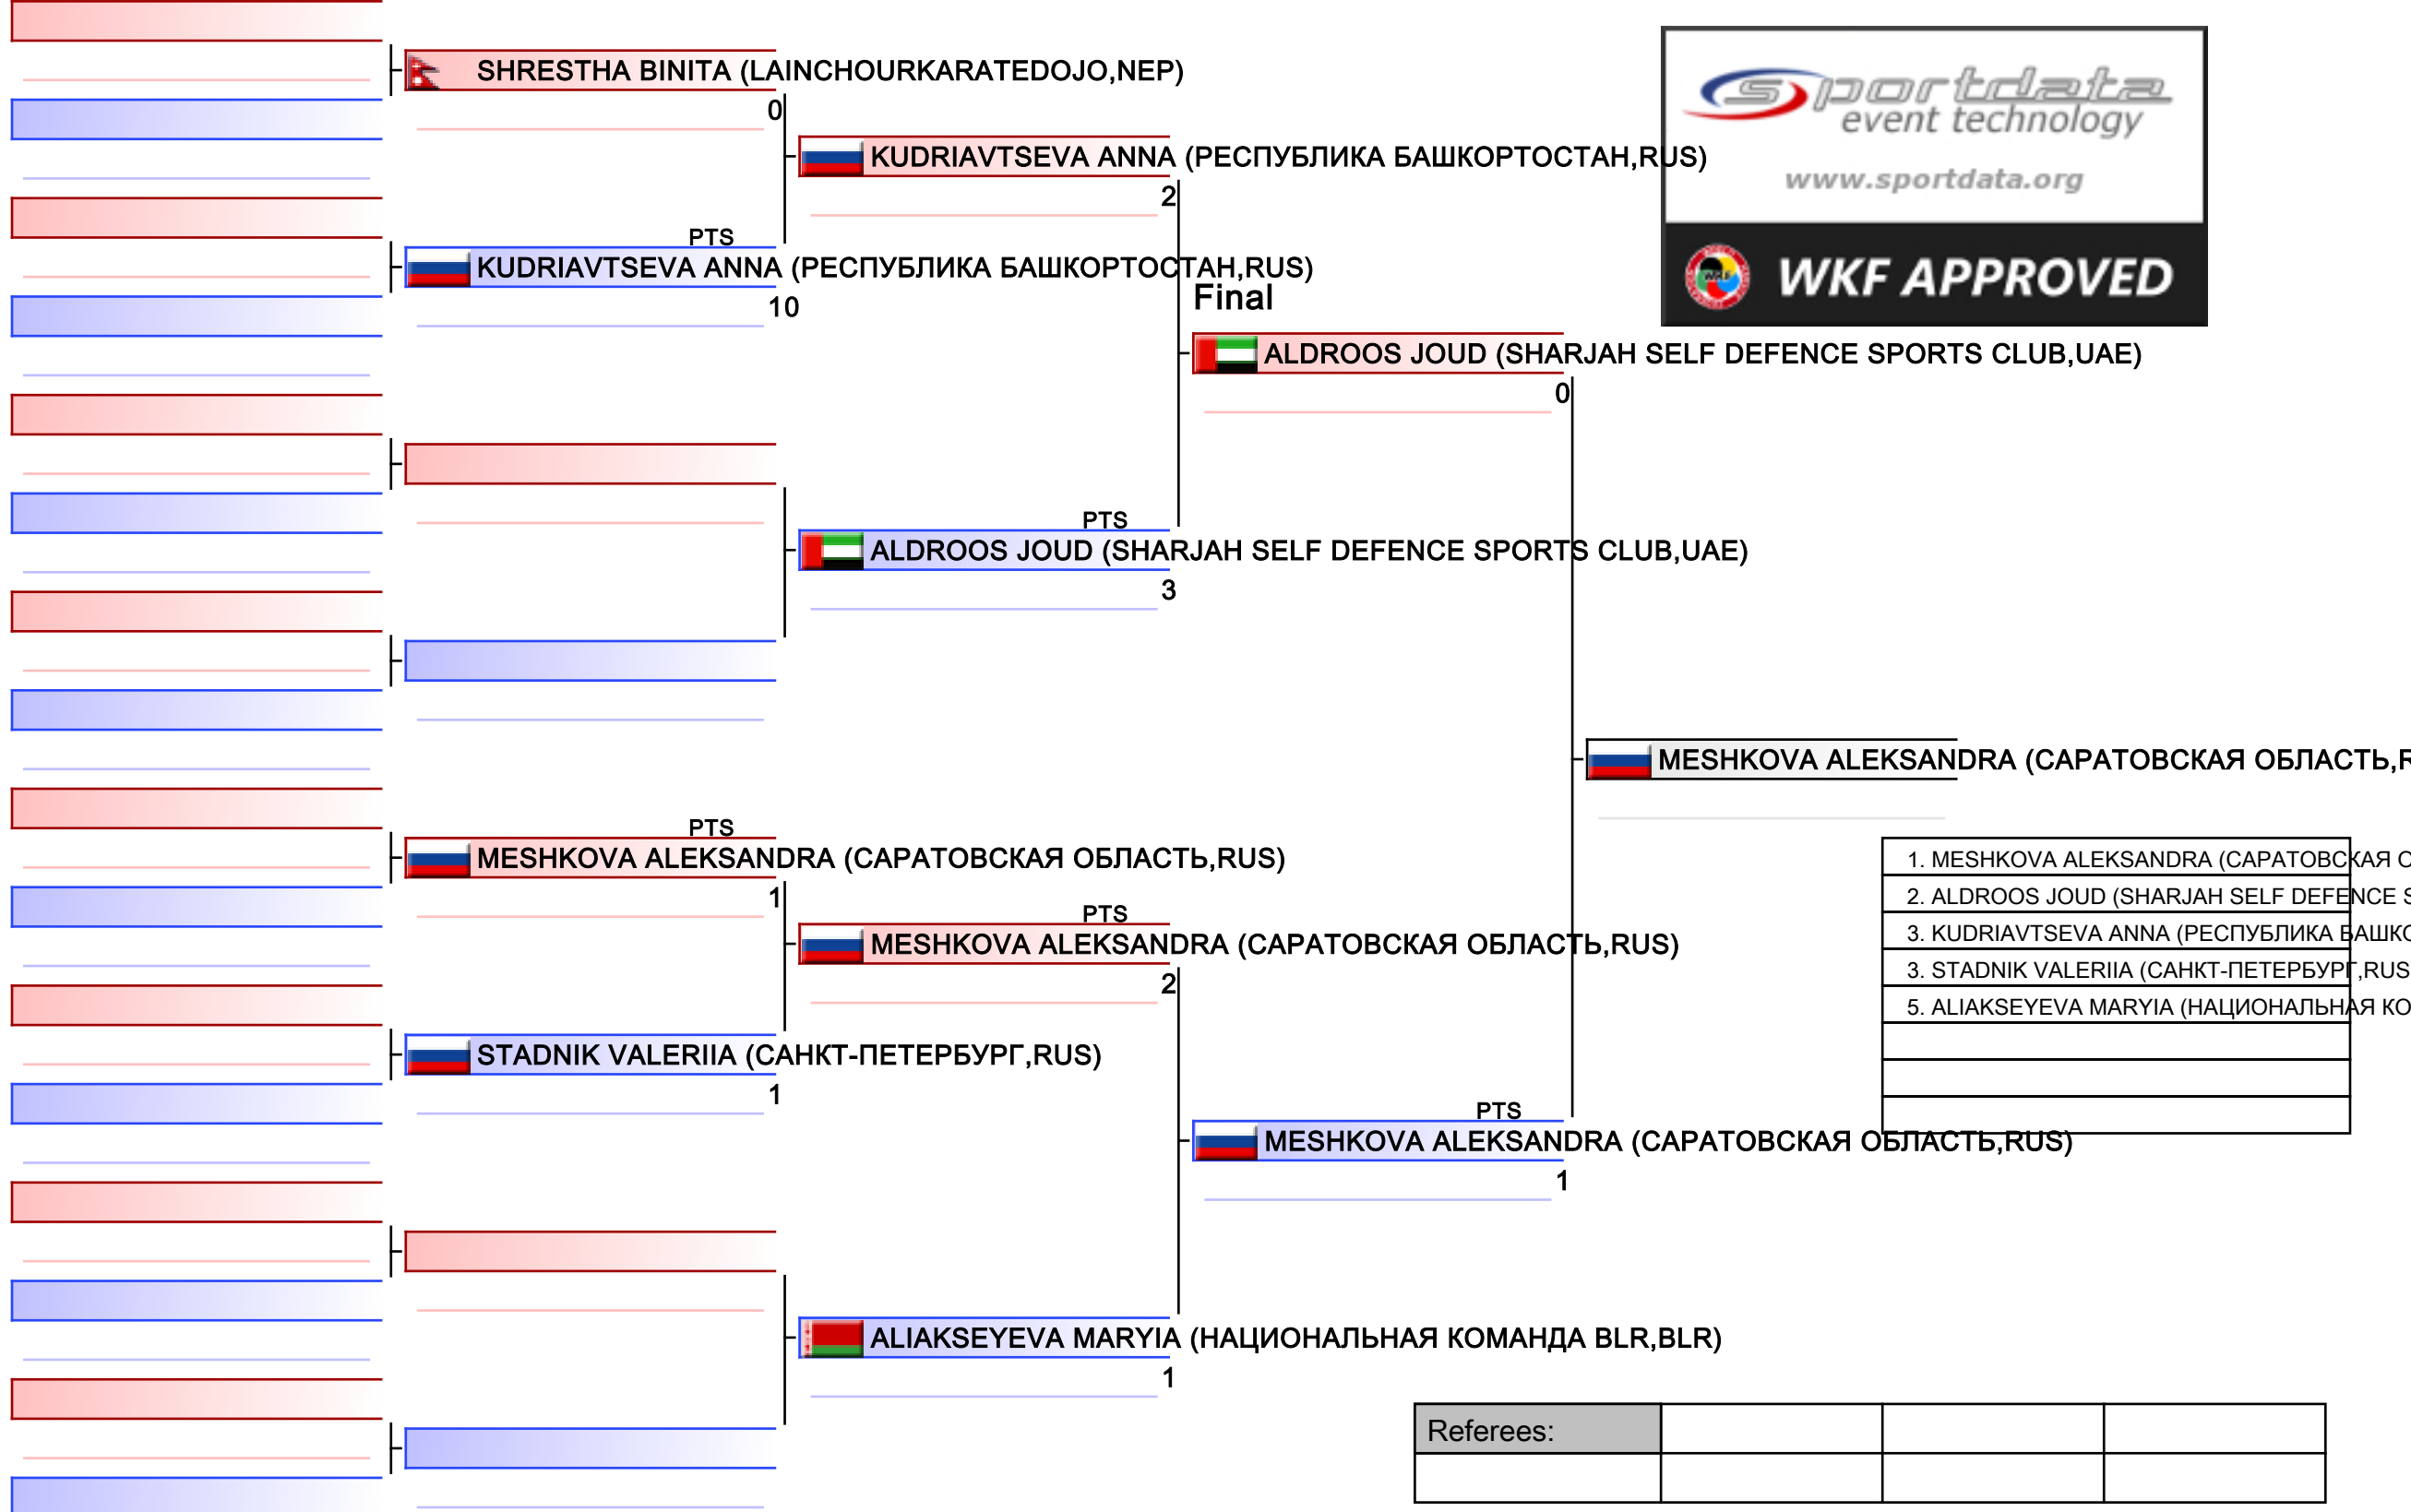 SHRESTHA BINITA (LAINCHOURKARATEDOJO,NEP)
0
KUDRIAVTSEVA ANNA (РЕСПУБЛИКА БАШКОРТОСТАН,RUS)
2
PTS
KUDRIAVTSEVA ANNA (РЕСПУБЛИКА БАШКОРТОСТАН,RUS)
10
Final
ALDROOS JOUD (SHARJAH SELF DEFENCE SPORTS CLUB,UAE)
0
PTS
ALDROOS JOUD (SHARJAH SELF DEFENCE SPORTS CLUB,UAE)
3
sportdata
event technology
www.sportdata.org
WKF
WKF APPROVED
MESHKOVA ALEKSANDRA (САРАТОВСКАЯ ОБЛАСТЬ,R
PTS
MESHKOVA ALEKSANDRA (САРАТОВСКАЯ ОБЛАСТЬ,RUS)
1
PTS
MESHKOVA ALEKSANDRA (САРАТОВСКАЯ ОБЛАСТЬ,RUS)
2
STADNIK VALERIIA (САНКТ-ПЕТЕРБУРГ,RUS)
1
PTS
MESHKOVA ALEKSANDRA (САРАТОВСКАЯ ОБЛАСТЬ,RUS)
1
ALIAKSEYEVA MARYIA (НАЦИОНАЛЬНАЯ КОМАНДА BLR,BLR)
1
1. MESHKOVA ALEKSANDRA (САРАТОВСКАЯ О
2. ALDROOS JOUD (SHARJAH SELF DEFENCE S
3. KUDRIAVTSEVA ANNA (РЕСПУБЛИКА БАШКО
3. STADNIK VALERIIA (САНКТ-ПЕТЕРБУРГ,RUS
5. ALIAKSEYEVA MARYIA (НАЦИОНАЛЬНАЯ КО
Referees: